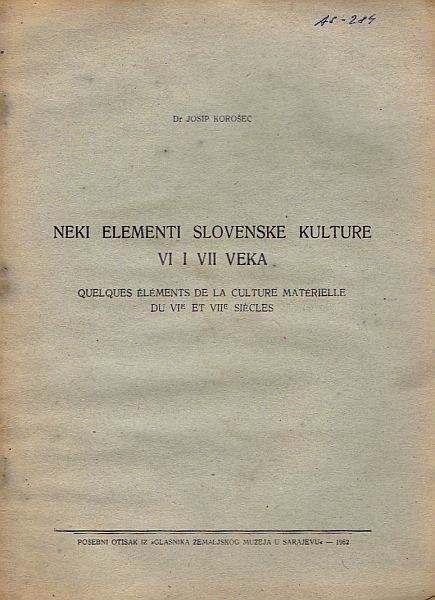 AS-284
Dr JOSIP KOROŠEC
NEKI ELEMENTI SLOVENSKE KULTURE
VI I VII VEKA
QUELQUES ÉLÉMENTS DE LA CULTURE MATÉRIELLE
DU VIE ET VIIE SIÈCLES
POSEBNI OTISAK IZ »GLASNIKA ZEMALJSKOG MUZEJA U SARAJEVU« — 1962